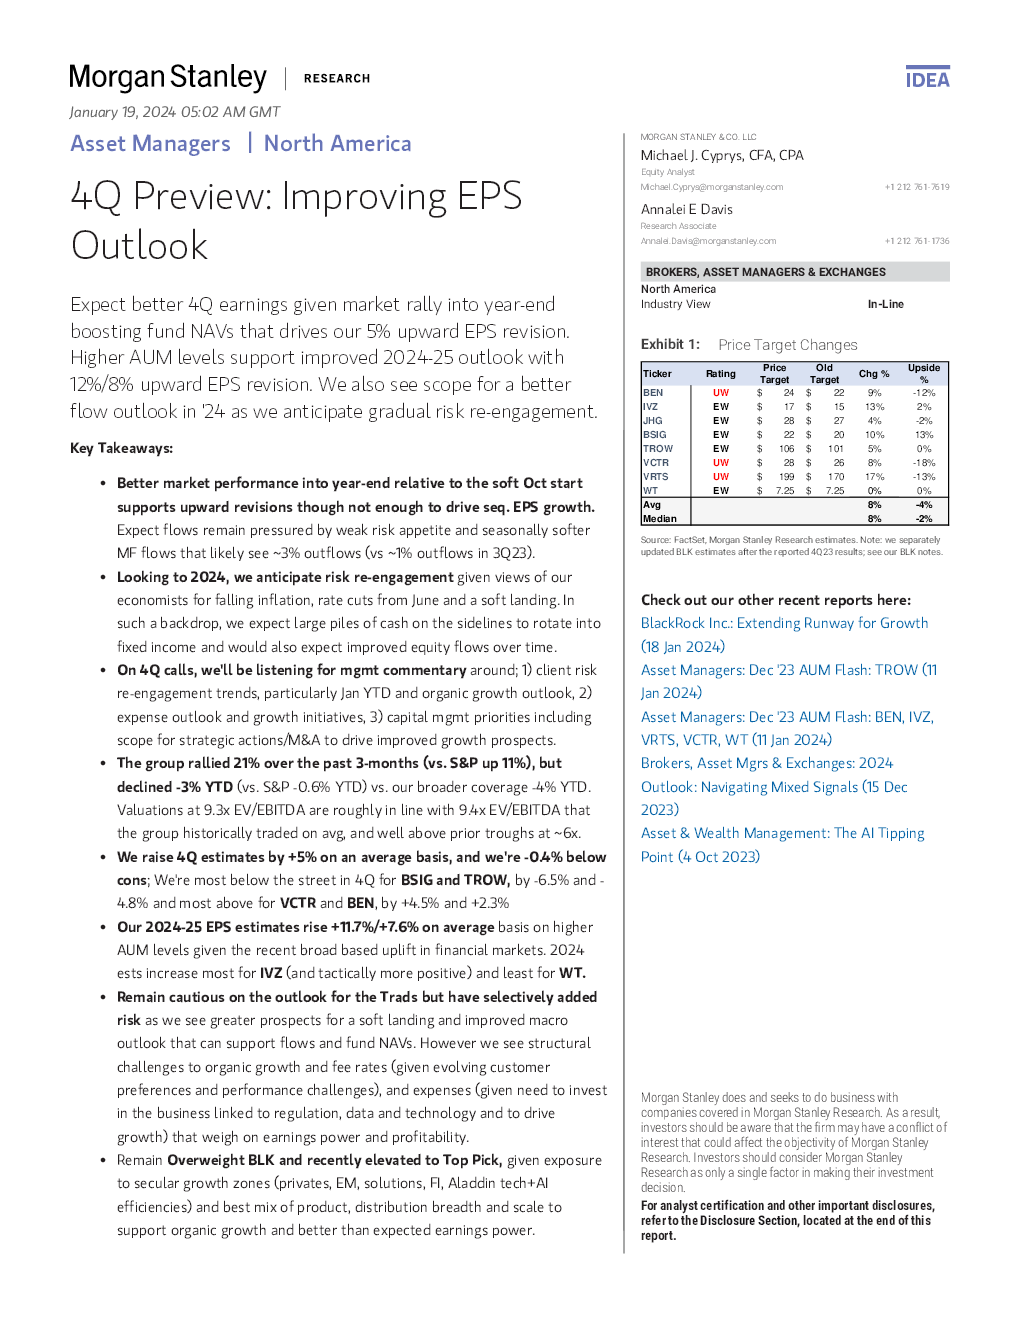 Morgan Stanley | RESEARCH
IDEA
January 19, 2024 05:02 AM GMT
Asset Managers | North America
4Q Preview: Improving EPS
Outlook
Expect better 4Q earnings given market rally into year-end
boosting fund NAVs that drives our 5% upward EPS revision.
Higher AUM levels support improved 2024-25 outlook with
12%/8% upward EPS revision. We also see scope for a better
flow outlook in '24 as we anticipate gradual risk re-engagement.
Key Takeaways:
• Better market performance into year-end relative to the soft Oct start
supports upward revisions though not enough to drive seq. EPS growth.
Expect flows remain pressured by weak risk appetite and seasonally softer
MF flows that likely see ~3% outflows (vs ~1% outflows in 3Q23).
• Looking to 2024, we anticipate risk re-engagement given views of our
economists for falling inflation, rate cuts from June and a soft landing. In
such a backdrop, we expect large piles of cash on the sidelines to rotate into
fixed income and would also expect improved equity flows over time.
• On 4Q calls, we'll be listening for mgmt commentary around; 1) client risk
re-engagement trends, particularly Jan YTD and organic growth outlook, 2)
expense outlook and growth initiatives, 3) capital mgmt priorities including
scope for strategic actions/M&A to drive improved growth prospects.
• The group rallied 21% over the past 3-months (vs. S&P up 11%), but
declined -3% YTD (vs. S&P -0.6% YTD) vs. our broader coverage -4% YTD.
Valuations at 9.3x EV/EBITDA are roughly in line with 9.4x EV/EBITDA that
the group historically traded on avg, and well above prior troughs at ~6x.
• We raise 4Q estimates by +5% on an average basis, and we're -0.4% below
cons; We're most below the street in 4Q for BSIG and TROW, by -6.5% and -
4.8% and most above for VCTR and BEN, by +4.5% and +2.3%
• Our 2024-25 EPS estimates rise +11.7%/+7.6% on average basis on higher
AUM levels given the recent broad based uplift in financial markets. 2024
ests increase most for IVZ (and tactically more positive) and least for WT.
• Remain cautious on the outlook for the Trads but have selectively added
risk as we see greater prospects for a soft landing and improved macro
outlook that can support flows and fund NAVs. However we see structural
challenges to organic growth and fee rates (given evolving customer
preferences and performance challenges), and expenses (given need to invest
in the business linked to regulation, data and technology and to drive
growth) that weigh on earnings power and profitability.
• Remain Overweight BLK and recently elevated to Top Pick, given exposure
to secular growth zones (privates, EM, solutions, FI, Aladdin tech+AI
efficiencies) and best mix of product, distribution breadth and scale to
support organic growth and better than expected earnings power.
MORGAN STANLEY & CO. LLC
Michael J. Cyprys, CFA, CPA
Equity Analyst
Michael.Cyprys@morganstanley.com +1 212 761-7619
Annalei E Davis
Research Associate
Annalei.Davis@morganstanley.com +1 212 761-1736
BROKERS, ASSET MANAGERS & EXCHANGES
North America
Industry View In-Line
Exhibit 1: Price Target Changes
Ticker Rating Price Target Old Target Chg % Upside %
BEN UW $ 24 $ 22 9% -12%
IVZ EW $ 17 $ 15 13% 2%
JHG EW $ 28 $ 27 4% -2%
BSIG EW $ 22 $ 20 10% 13%
TROW EW $ 106 $ 101 5% 0%
VCTR UW $ 28 $ 26 8% -18%
VRTS UW $ 199 $ 170 17% -13%
WT EW $ 7.25 $ 7.25 0% 0%
Avg 8% -4%
Median 8% -2%
Source: FactSet, Morgan Stanley Research estimates. Note: we separately
updated BLK estimates after the reported 4Q23 results; see our BLK notes.
Check out our other recent reports here:
BlackRock Inc.: Extending Runway for Growth
(18 Jan 2024)
Asset Managers: Dec '23 AUM Flash: TROW (11
Jan 2024)
Asset Managers: Dec '23 AUM Flash: BEN, IVZ,
VRTS, VCTR, WT (11 Jan 2024)
Brokers, Asset Mgrs & Exchanges: 2024
Outlook: Navigating Mixed Signals (15 Dec
2023)
Asset & Wealth Management: The AI Tipping
Point (4 Oct 2023)
Morgan Stanley does and seeks to do business with
companies covered in Morgan Stanley Research. As a result,
investors should be aware that the firm may have a conflict of
interest that could affect the objectivity of Morgan Stanley
Research. Investors should consider Morgan Stanley
Research as only a single factor in making their investment
decision.
For analyst certification and other important disclosures,
refer to the Disclosure Section, located at the end of this
report.